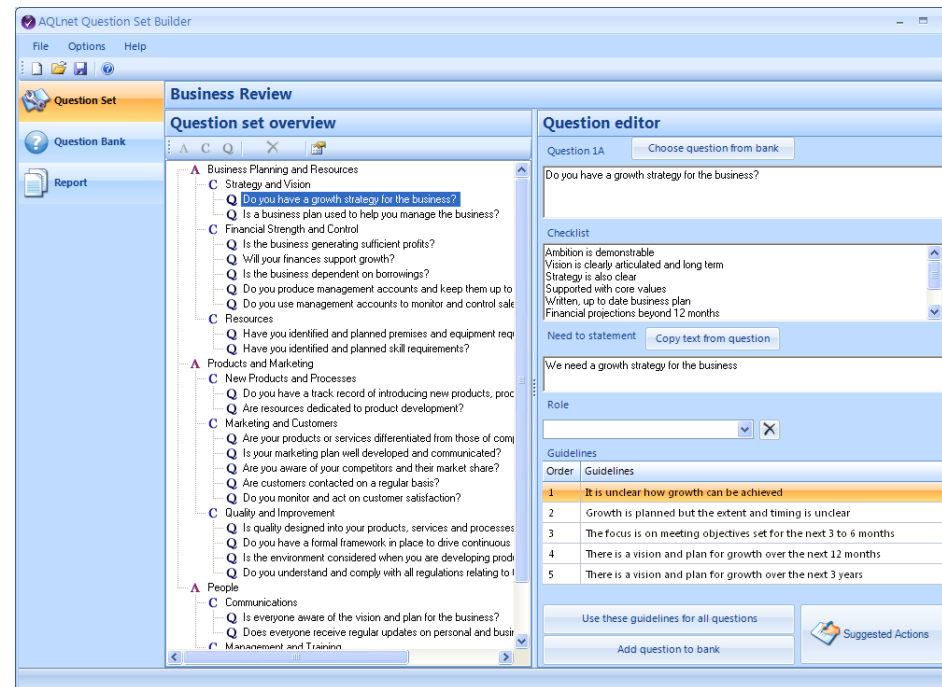 AQLnet Question Set Builder
File Options Help
Question Set
Question Bank
Report
Business Review
Question set overview
A C Q
A Business Planning and Resources
C Strategy and Vision
Q Do you have a growth strategy for the business?
Q Is a business plan used to help you manage the business?
C Financial Strength and Control
Q Is the business generating sufficient profits?
Q Will your finances support growth?
Q Is the business dependent on borrowings?
Q Do you produce management accounts and keep them up to
Q Do you use management accounts to monitor and control sale
C Resources
Q Have you identified and planned premises and equipment requ
Q Have you identified and planned skill requirements?
A Products and Marketing
C New Products and Processes
Q Do you have a track record of introducing new products, proc
Q Are resources dedicated to product development?
C Marketing and Customers
Q Are your products or services differentiated from those of comp
Q Is your marketing plan well developed and communicated?
Q Are you aware of your competitors and their market share?
Q Are customers contacted on a regular basis?
Q Do you monitor and act on customer satisfaction?
C Quality and Improvement
Q Is quality designed into your products, services and processes
Q Do you have a formal framework in place to drive continuous
Q Is the environment considered when you are developing produ
Q Do you understand and comply with all regulations relating to
A People
C Communications
Q Is everyone aware of the vision and plan for the business?
Q Does everyone receive regular updates on personal and busin
C Management and Training
Question editor
Question 1A Choose question from bank
Do you have a growth strategy for the business?
Checklist
Ambition is demonstrable
Vision is clearly articulated and long term
Strategy is also clear
Supported with core values
Written, up to date business plan
Financial projections beyond 12 months
Need to statement Copy text from question
We need a growth strategy for the business
Role
Guidelines
Order Guidelines
1 It is unclear how growth can be achieved
2 Growth is planned but the extent and timing is unclear
3 The focus is on meeting objectives set for the next 3 to 6 months
4 There is a vision and plan for growth over the next 12 months
5 There is a vision and plan for growth over the next 3 years
Use these guidelines for all questions
Add question to bank
Suggested Actions